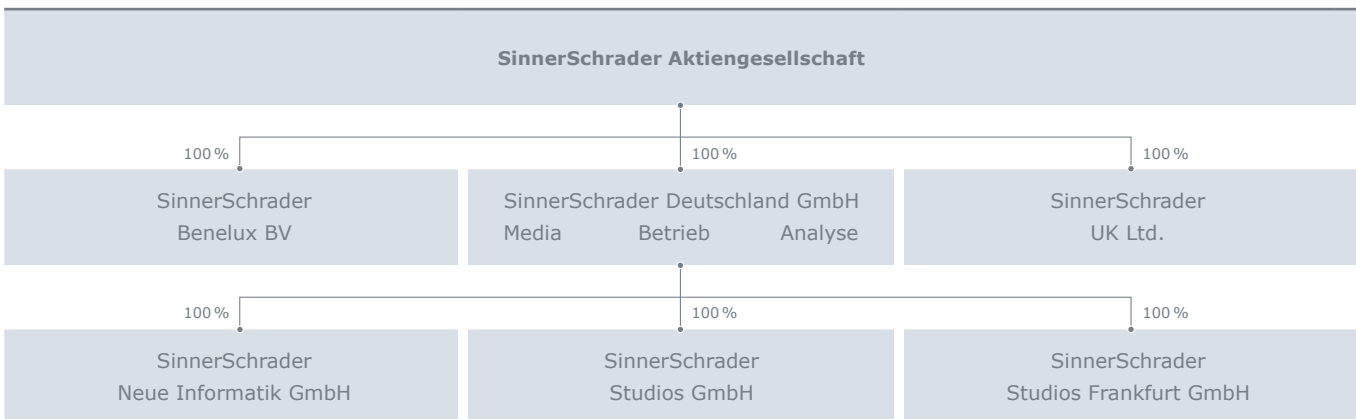 SinnerSchrader Aktiengesellschaft
100 % 100 % 100 %
SinnerSchrader
Benelux BV
SinnerSchrader Deutschland GmbH
Media Betrieb Analyse
SinnerSchrader
UK Ltd.
100 % 100 % 100 %
SinnerSchrader
Neue Informatik GmbH
SinnerSchrader
Studios GmbH
SinnerSchrader
Studios Frankfurt GmbH